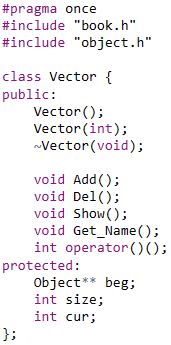 #pragma once
#include "book.h"
#include "object.h"

class Vector {
public:
    Vector();
    Vector(int);
    ~Vector(void);

    void Add();
    void Del();
    void Show();
    void Get_Name();
    int operator()();
protected:
    Object** beg;
    int size;
    int cur;
};